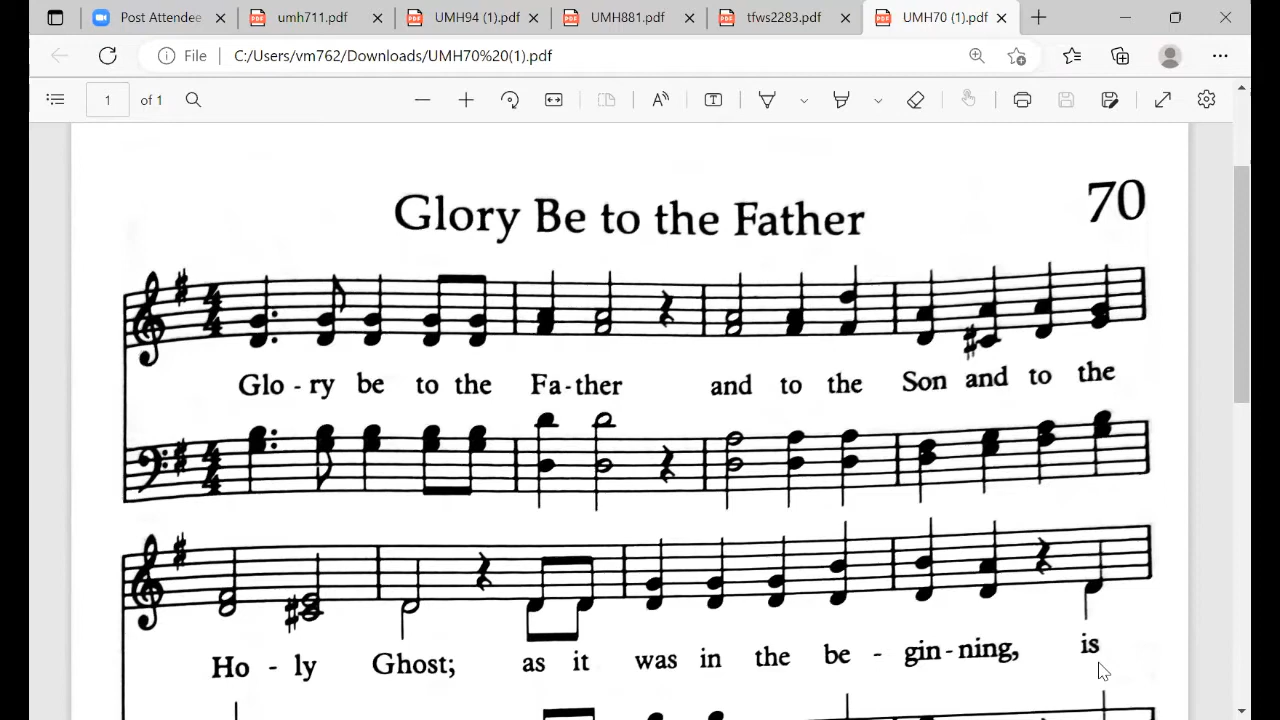 Post Attendee
umh711.pdf
UMH94 (1).pdf
UMH881.pdf
tfws2283.pdf
UMH70 (1).pdf
File
C:/Users/vm762/Downloads/UMH70%20(1).pdf
1 of 1
Glory Be to the Father
70
Glo - ry be to the Fa - ther and to the Son and to the
Ho - ly Ghost; as it was in the be - gin - ning, is